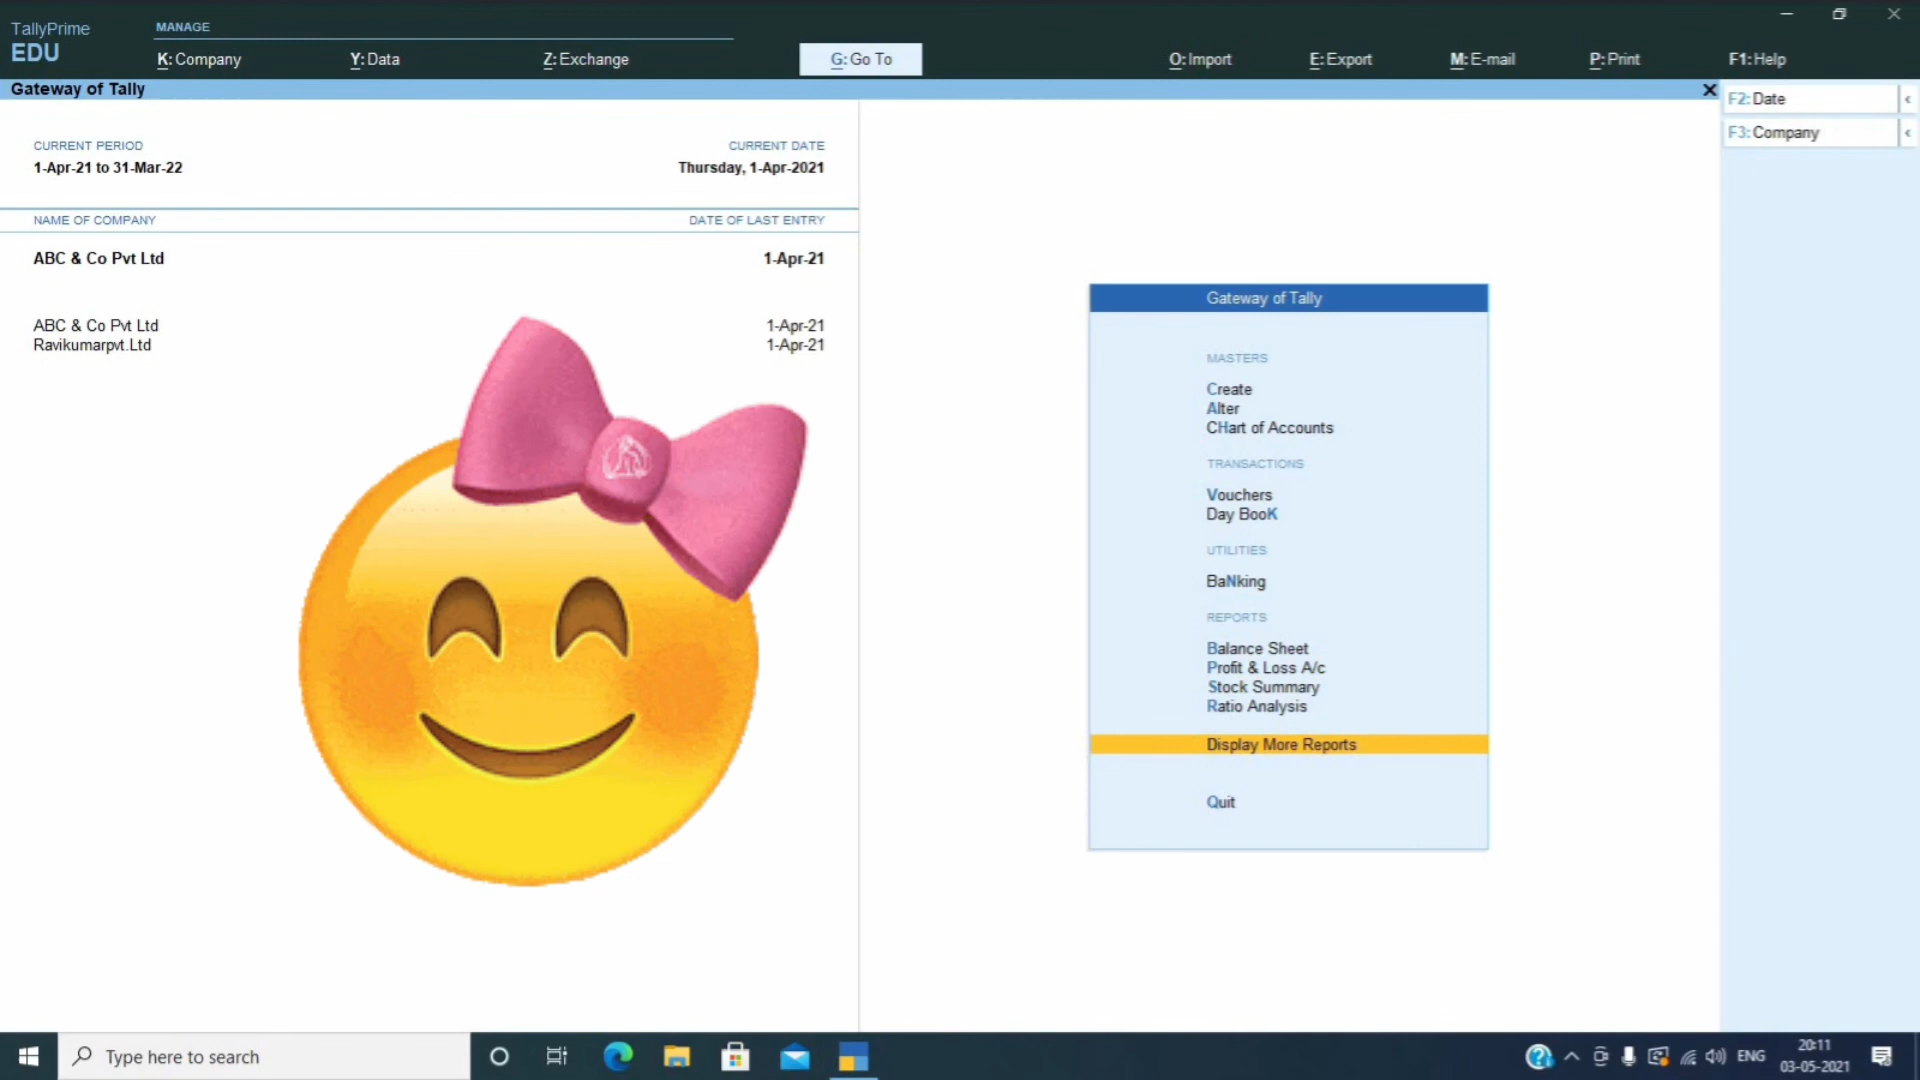 TallyPrime
EDU
MANAGE
K: Company
Y: Data
Z: Exchange
G: Go To
O: Import
E: Export
M: E-mail
P: Print
F1: Help
Gateway of Tally
F2: Date
F3: Company
CURRENT PERIOD
CURRENT DATE
1-Apr-21 to 31-Mar-22
Thursday, 1-Apr-2021
NAME OF COMPANY
DATE OF LAST ENTRY
ABC & Co Pvt Ltd
1-Apr-21
ABC & Co Pvt Ltd
1-Apr-21
Ravikumarpvt.Ltd
1-Apr-21
Gateway of Tally
MASTERS
Create
Alter
CHart of Accounts
TRANSACTIONS
Vouchers
Day BooK
UTILITIES
BaNking
REPORTS
Balance Sheet
Profit & Loss A/c
Stock Summary
Ratio Analysis
Display More Reports
Quit
Type here to search
ENG
20:11
03-05-2021